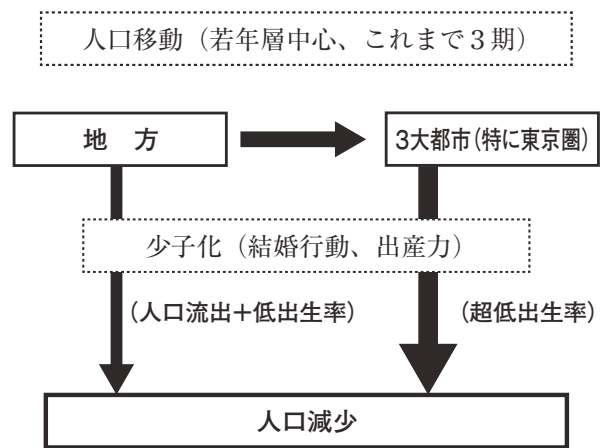 人口移動（若年層中心、これまで３期）
地　方
3大都市（特に東京圏）
少子化（結婚行動、出産力）
（人口流出＋低出生率）
（超低出生率）
人口減少